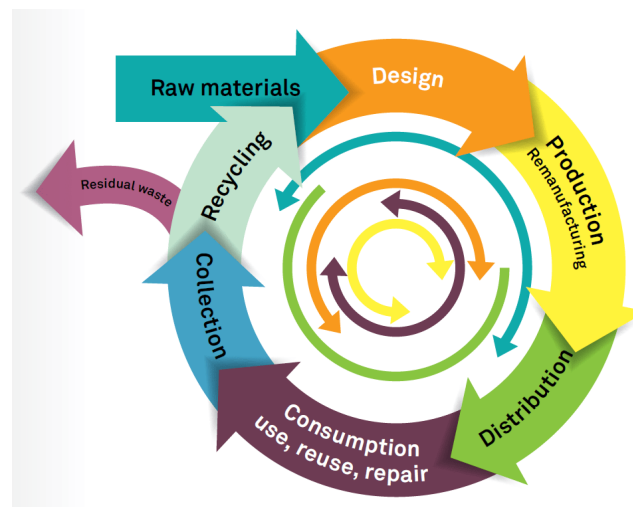 Raw materials
Design
Production
Remanufacturing
Distribution
Consumption
use, reuse, repair
Collection
Recycling
Residual waste